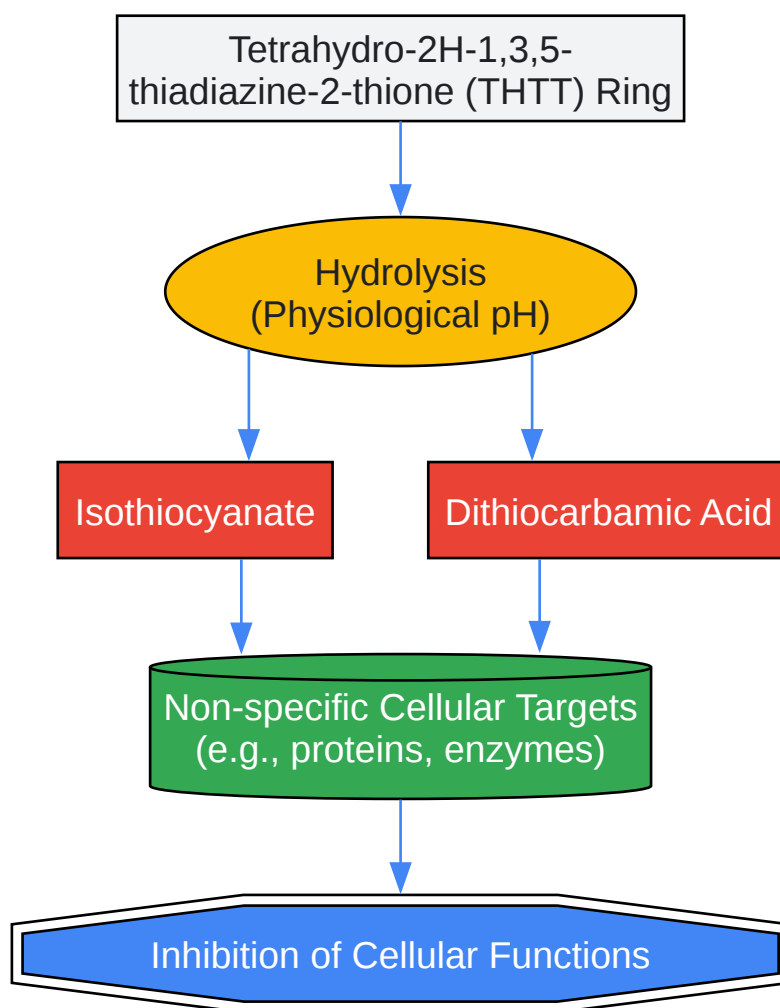 Tetrahydro-2H-1,3,5-
thiadiazine-2-thione (THTT) Ring
Hydrolysis
(Physiological pH)
Isothiocyanate
Dithiocarbamic Acid
Non-specific Cellular Targets
(e.g., proteins, enzymes)
Inhibition of Cellular Functions